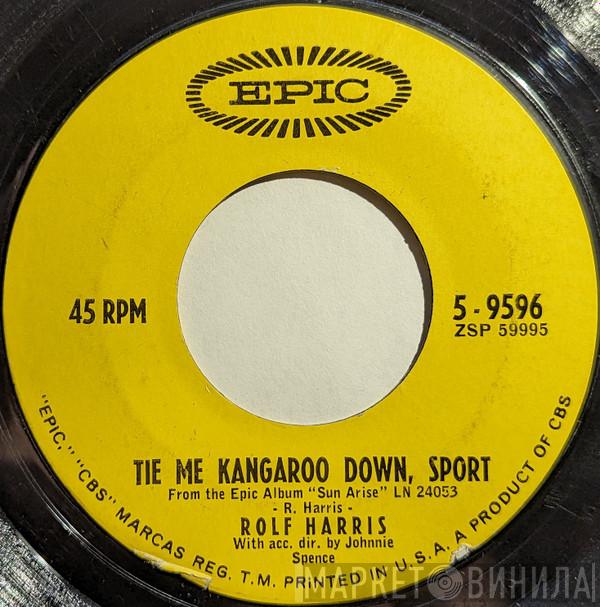 EPIC
45 RPM
5-9596
ZSP 59995
TIE ME KANGAROO DOWN, SPORT
From the Epic Album "Sun Arise" LN 24053
- R. Harris -
ROLF HARRIS
With acc. dir. by Johnnie
Spence
"EPIC," "CBS" MARCAS REG. T.M. PRINTED IN U.S.A. A PRODUCT OF CBS
МАРКЕТ ВИНИЛА